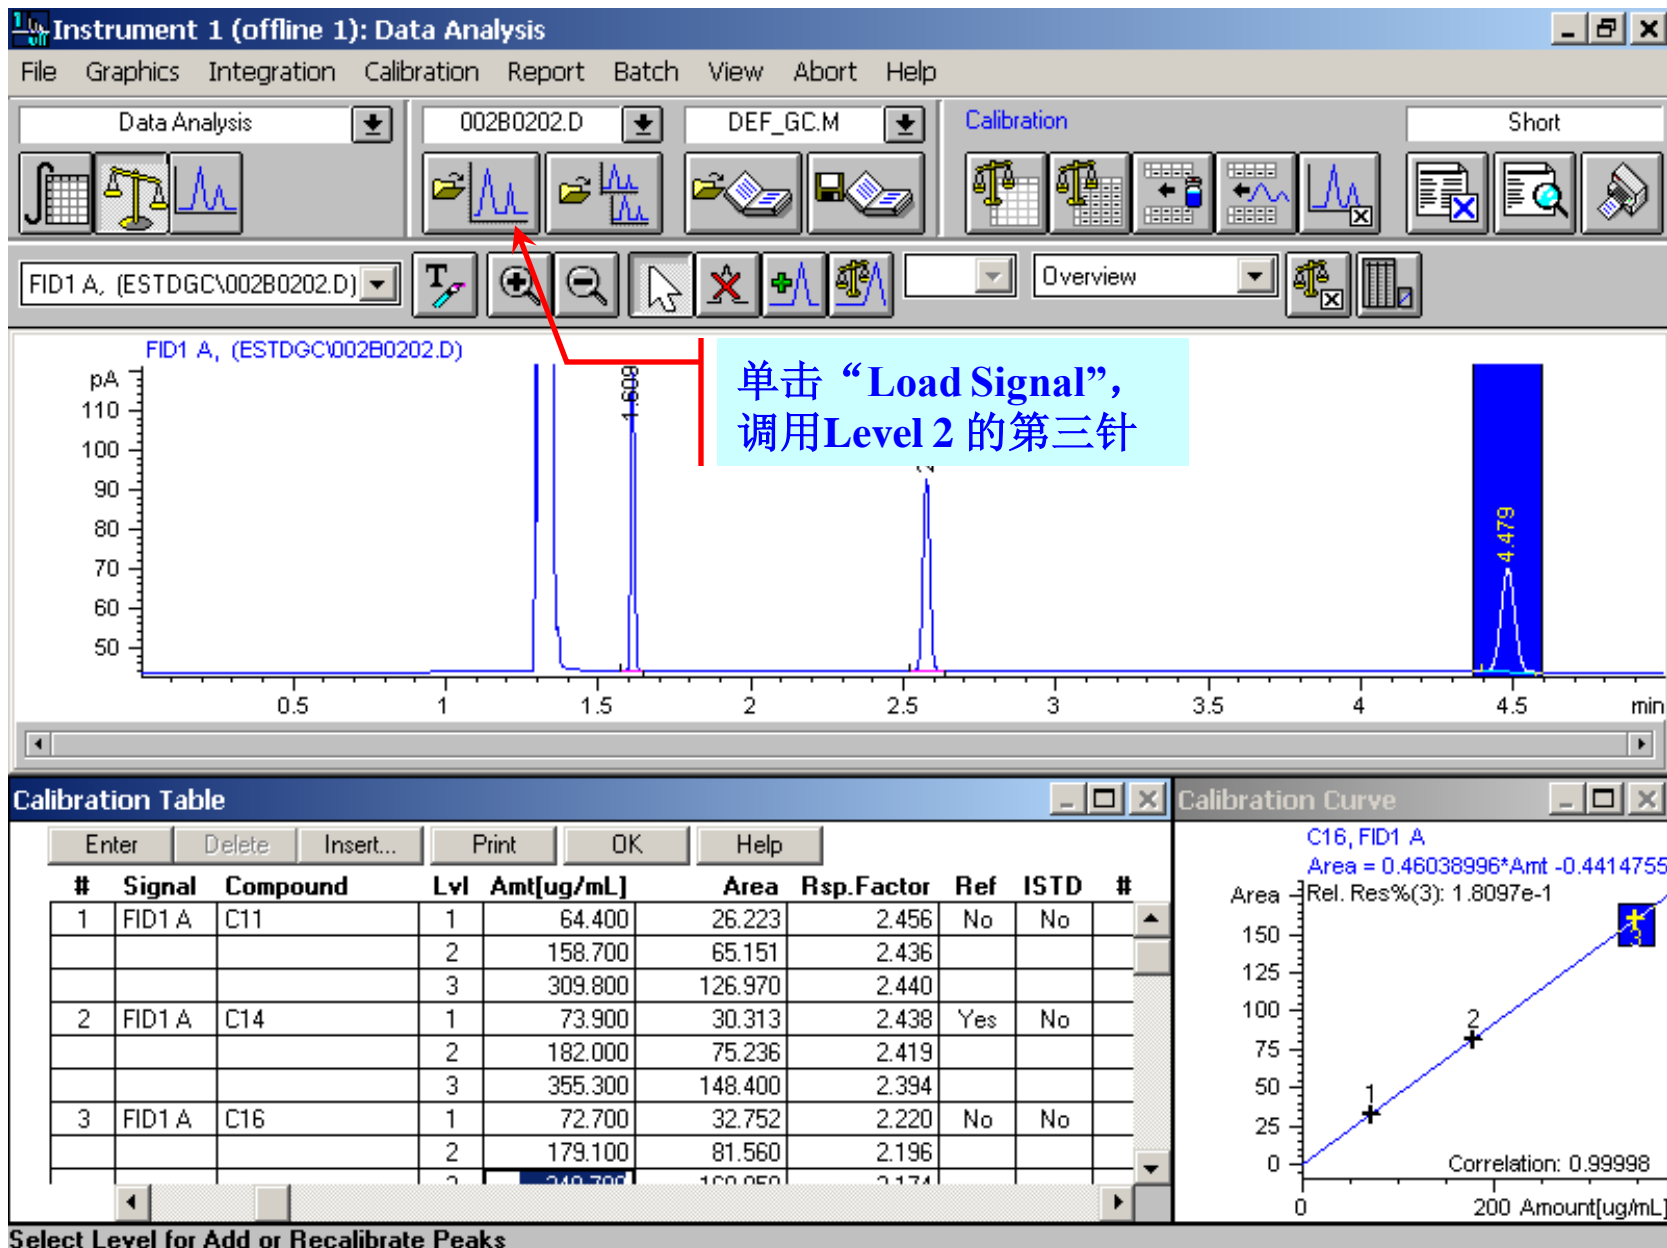 Instrument 1 (offline 1): Data Analysis
File Graphics Integration Calibration Report Batch View Abort Help
Data Analysis 002B0202.D DEF_GC.M Calibration Short
FID1 A, (ESTDGC\002B0202.D) Overview
FID1 A, (ESTDGC\002B0202.D)
pA
110
100
90
80
70
60
50
1.609
4.479
单击“Load Signal”,
调用Level 2 的第三针
0.5 1 1.5 2 2.5 3 3.5 4 4.5 min
Calibration Table
Enter Delete Insert... Print OK Help
# Signal Compound Lvl Amt[ug/mL] Area Rsp.Factor Ref ISTD #
1 FID1 A C11 1 64.400 26.223 2.456 No No
2 158.700 65.151 2.436
3 309.800 126.970 2.440
2 FID1 A C14 1 73.900 30.313 2.438 Yes No
2 182.000 75.236 2.419
3 355.300 148.400 2.394
3 FID1 A C16 1 72.700 32.752 2.220 No No
2 179.100 81.560 2.196
Calibration Curve
C16, FID1 A
Area = 0.46038996*Amt -0.4414755
Rel. Res%(3): 1.8097e-1
Area
150
125
100
75
50
25
0
1
2
3
Correlation: 0.99998
0 200 Amount[ug/mL]
Select Level for Add or Recalibrate Peaks